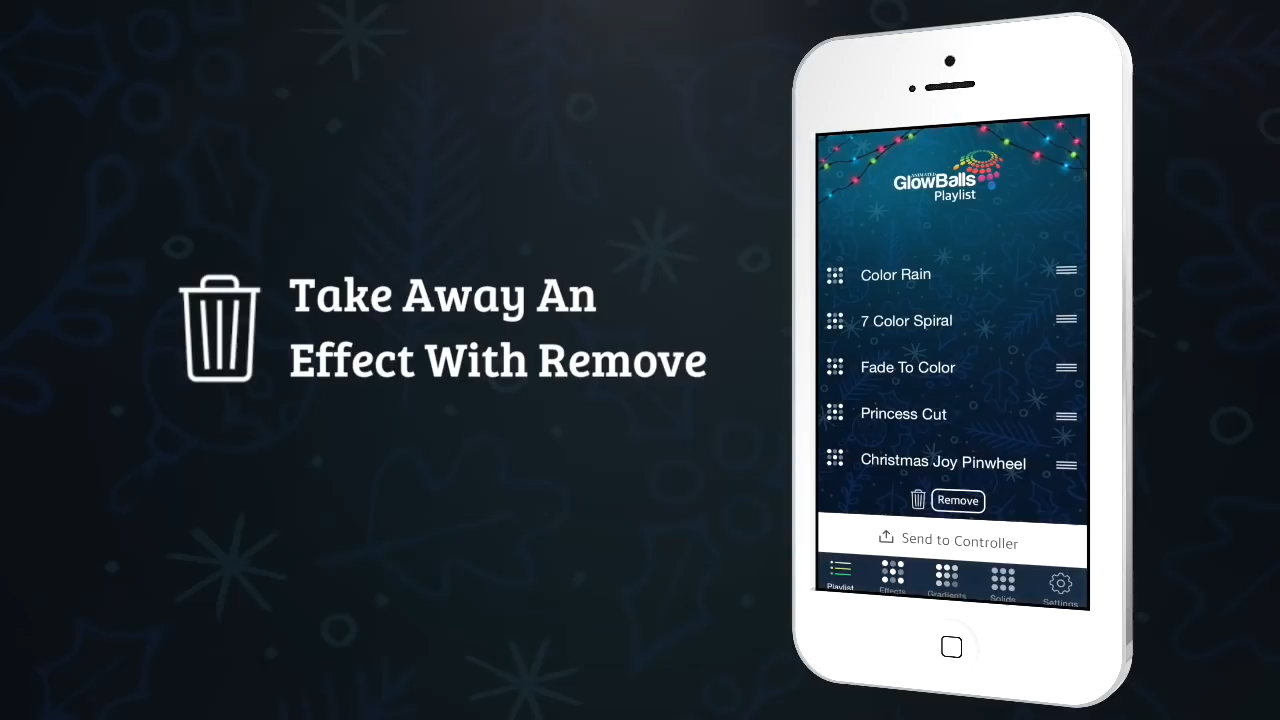 Take Away An
Effect With Remove
ANIMATED
GlowBalls
Playlist
Color Rain
7 Color Spiral
Fade To Color
Princess Cut
Christmas Joy Pinwheel
Remove
Send to Controller
Playlist Effects Gradients Solids Settings